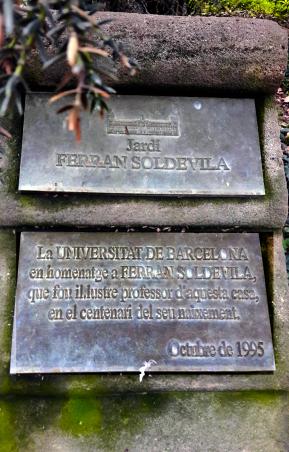 Jardí
FERRAN SOLDEVILA
La UNIVERSITAT DE BARCELONA
en homenatge a FERRAN SOLDEVILA,
que fou il.lustre professor d'aquesta casa,
en el centenari del seu naixement.
Octubre de 1995